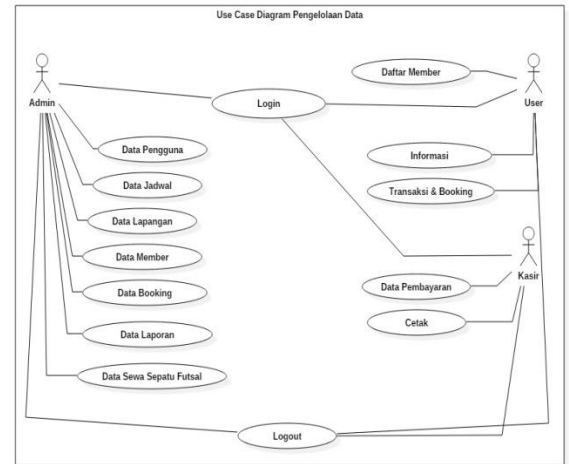 Use Case Diagram Pengelolaan Data
Admin
Login
Daftar Member
User
Data Pengguna
Informasi
Data Jadwal
Transaksi & Booking
Data Lapangan
Data Member
Kasir
Data Booking
Data Pembayaran
Cetak
Data Laporan
Data Sewa Sepatu Futsal
Logout